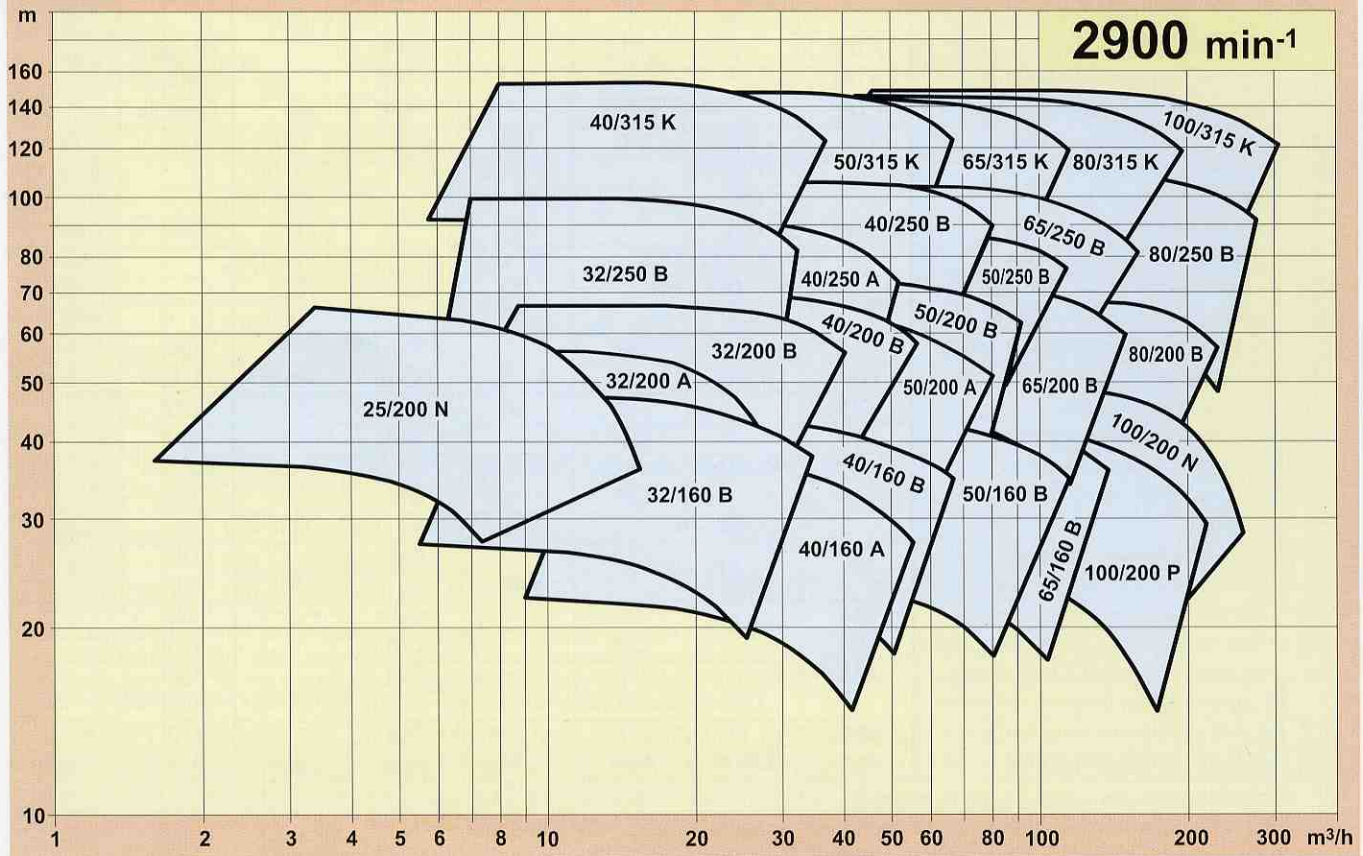 m
2900 min-1
160
140
120
100
80
70
60
50
40
30
20
10
40/315 K
50/315 K
65/315 K
80/315 K
100/315 K
32/250 B
40/250 A
40/250 B
50/250 B
65/250 B
80/250 B
25/200 N
32/200 A
32/200 B
40/200 B
50/200 A
50/200 B
65/200 B
80/200 B
100/200 N
32/160 B
40/160 A
40/160 B
50/160 B
65/160 B
100/200 P
1 2 3 4 5 6 7 8 10 20 30 40 50 60 80 100 200 300 m³/h